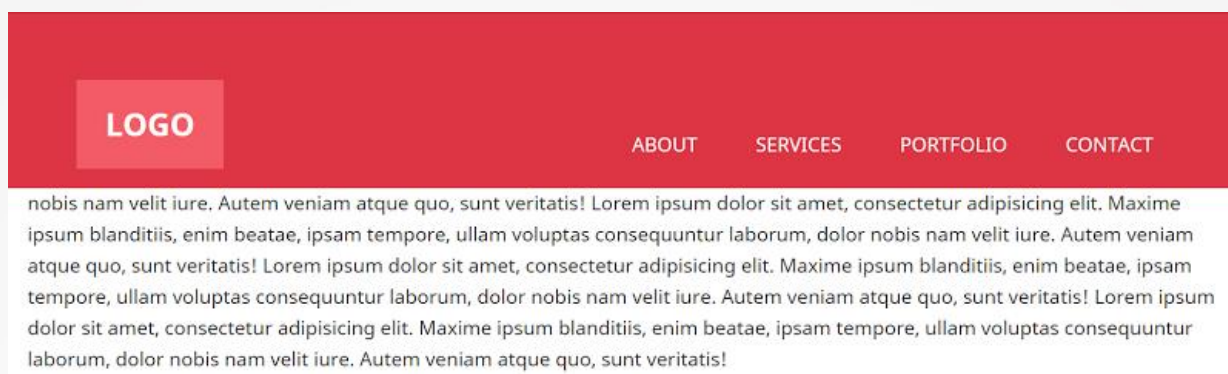 LOGO
ABOUT SERVICES PORTFOLIO CONTACT
nobis nam velit iure. Autem veniam atque quo, sunt veritatis! Lorem ipsum dolor sit amet, consectetur adipisicing elit. Maxime
ipsum blanditiis, enim beatae, ipsam tempore, ullam voluptas consequuntur laborum, dolor nobis nam velit iure. Autem veniam
atque quo, sunt veritatis! Lorem ipsum dolor sit amet, consectetur adipisicing elit. Maxime ipsum blanditiis, enim beatae, ipsam
tempore, ullam voluptas consequuntur laborum, dolor nobis nam velit iure. Autem veniam atque quo, sunt veritatis! Lorem ipsum
dolor sit amet, consectetur adipisicing elit. Maxime ipsum blanditiis, enim beatae, ipsam tempore, ullam voluptas consequuntur
laborum, dolor nobis nam velit iure. Autem veniam atque quo, sunt veritatis!